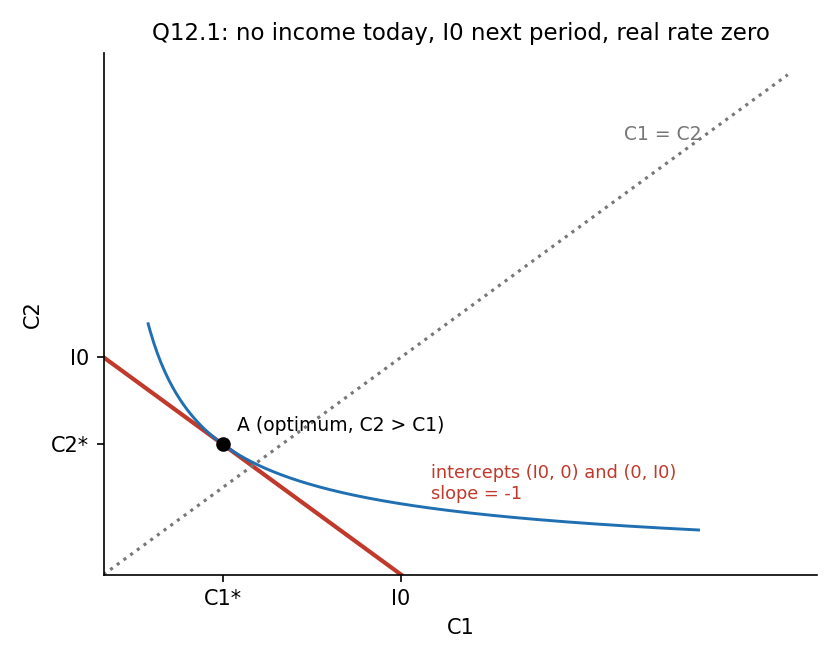 Q12.1: no income today, I0 next period, real rate zero
C1 = C2
C2
I0
A (optimum, C2 > C1)
C2*
intercepts (I0, 0) and (0, I0)
slope = -1
C1*
I0
C1